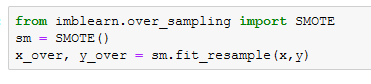 from imblearn.over_sampling import SMOTE
sm = SMOTE()
x_over, y_over = sm.fit_resample(x,y)